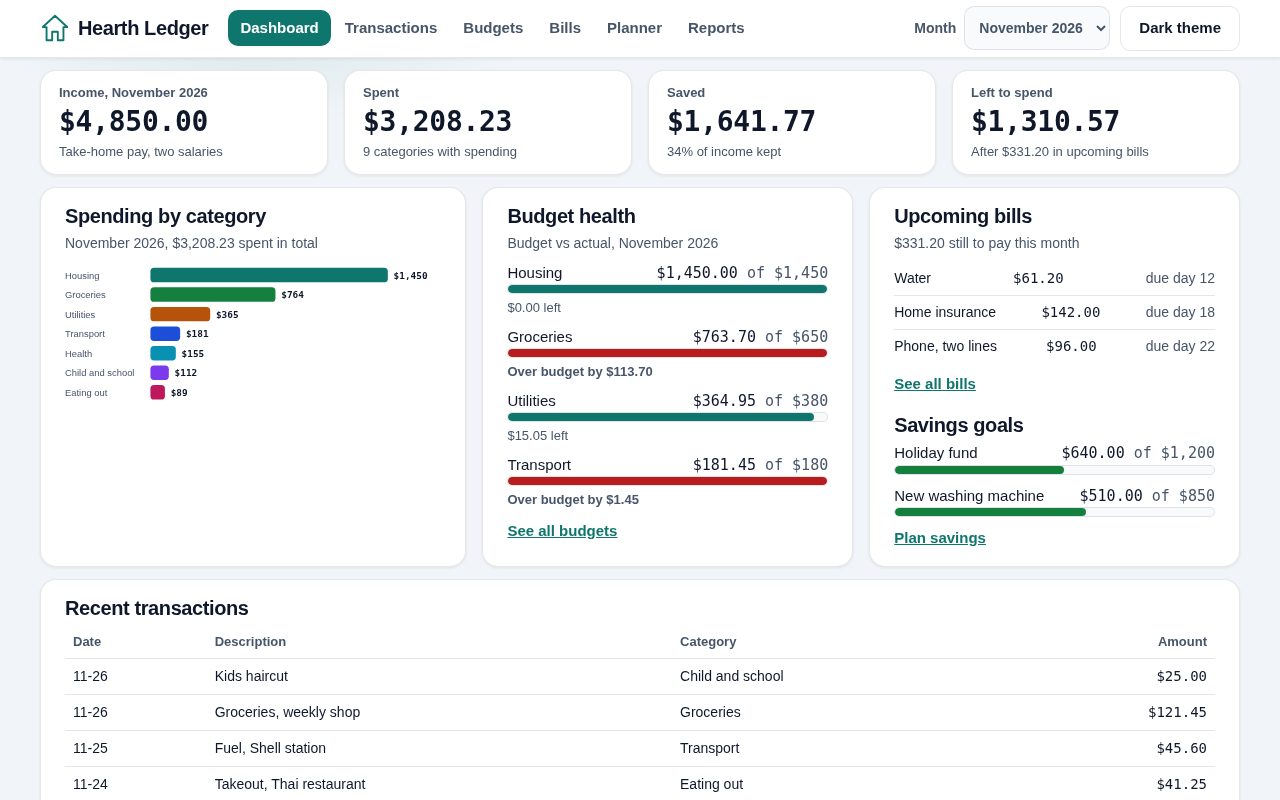 Hearth Ledger
Dashboard
Transactions
Budgets
Bills
Planner
Reports
Month
November 2026
Dark theme
Income, November 2026
$4,850.00
Take-home pay, two salaries
Spent
$3,208.23
9 categories with spending
Saved
$1,641.77
34% of income kept
Left to spend
$1,310.57
After $331.20 in upcoming bills
Spending by category
November 2026, $3,208.23 spent in total
Housing $1,450
Groceries $764
Utilities $365
Transport $181
Health $155
Child and school $112
Eating out $89
Budget health
Budget vs actual, November 2026
Housing $1,450.00 of $1,450
$0.00 left
Groceries $763.70 of $650
Over budget by $113.70
Utilities $364.95 of $380
$15.05 left
Transport $181.45 of $180
Over budget by $1.45
See all budgets
Upcoming bills
$331.20 still to pay this month
Water $61.20 due day 12
Home insurance $142.00 due day 18
Phone, two lines $96.00 due day 22
See all bills
Savings goals
Holiday fund $640.00 of $1,200
New washing machine $510.00 of $850
Plan savings
Recent transactions
Date Description Category Amount
11-26 Kids haircut Child and school $25.00
11-26 Groceries, weekly shop Groceries $121.45
11-25 Fuel, Shell station Transport $45.60
11-24 Takeout, Thai restaurant Eating out $41.25